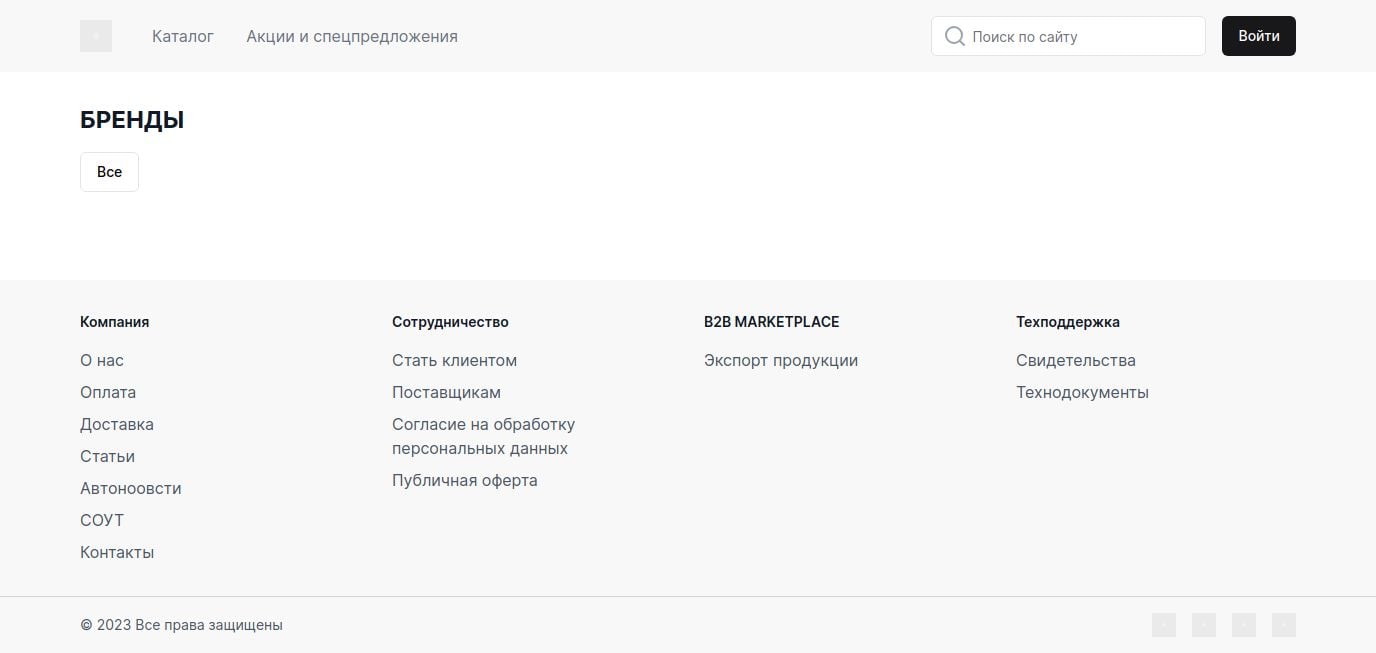 Каталог
Акции и спецпредложения
Поиск по сайту
Войти
БРЕНДЫ
Все
Компания
О нас
Оплата
Доставка
Статьи
Автоноовсти
СОУТ
Контакты
Сотрудничество
Стать клиентом
Поставщикам
Согласие на обработку
персональных данных
Публичная оферта
B2B MARKETPLACE
Экспорт продукции
Техподдержка
Свидетельства
Технодокументы
© 2023 Все права защищены